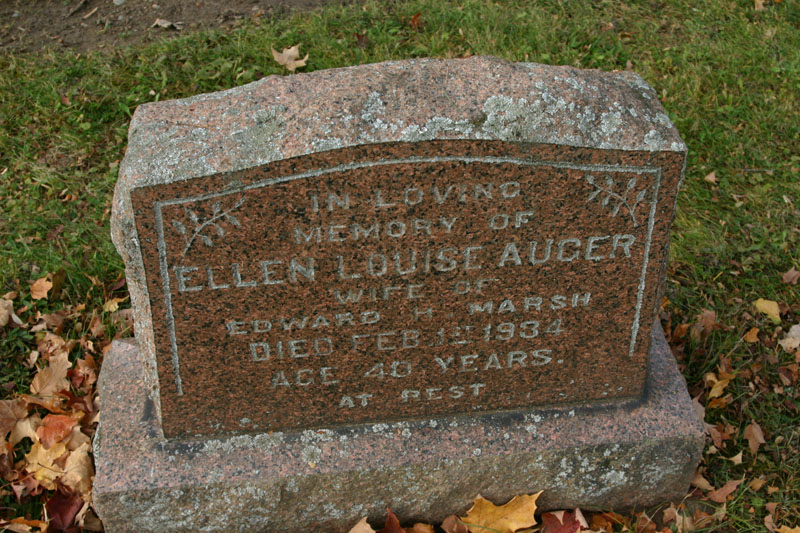 IN LOVING
MEMORY OF
ELLEN LOUISE AUGER
WIFE OF
EDWARD H. MARSH
DIED FEB. 1934
AGE 40 YEARS.
AT REST